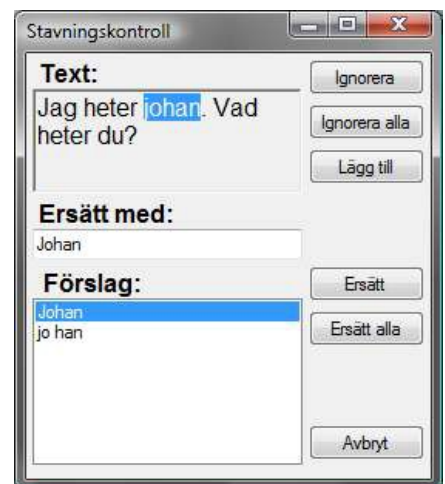 Stavningskontroll
Text:
Jag heter johan. Vad
heter du?
Ignorera
Ignorera alla
Lägg till
Ersätt med:
Johan
Förslag:
Johan
jo han
Ersätt
Ersätt alla
Avbryt